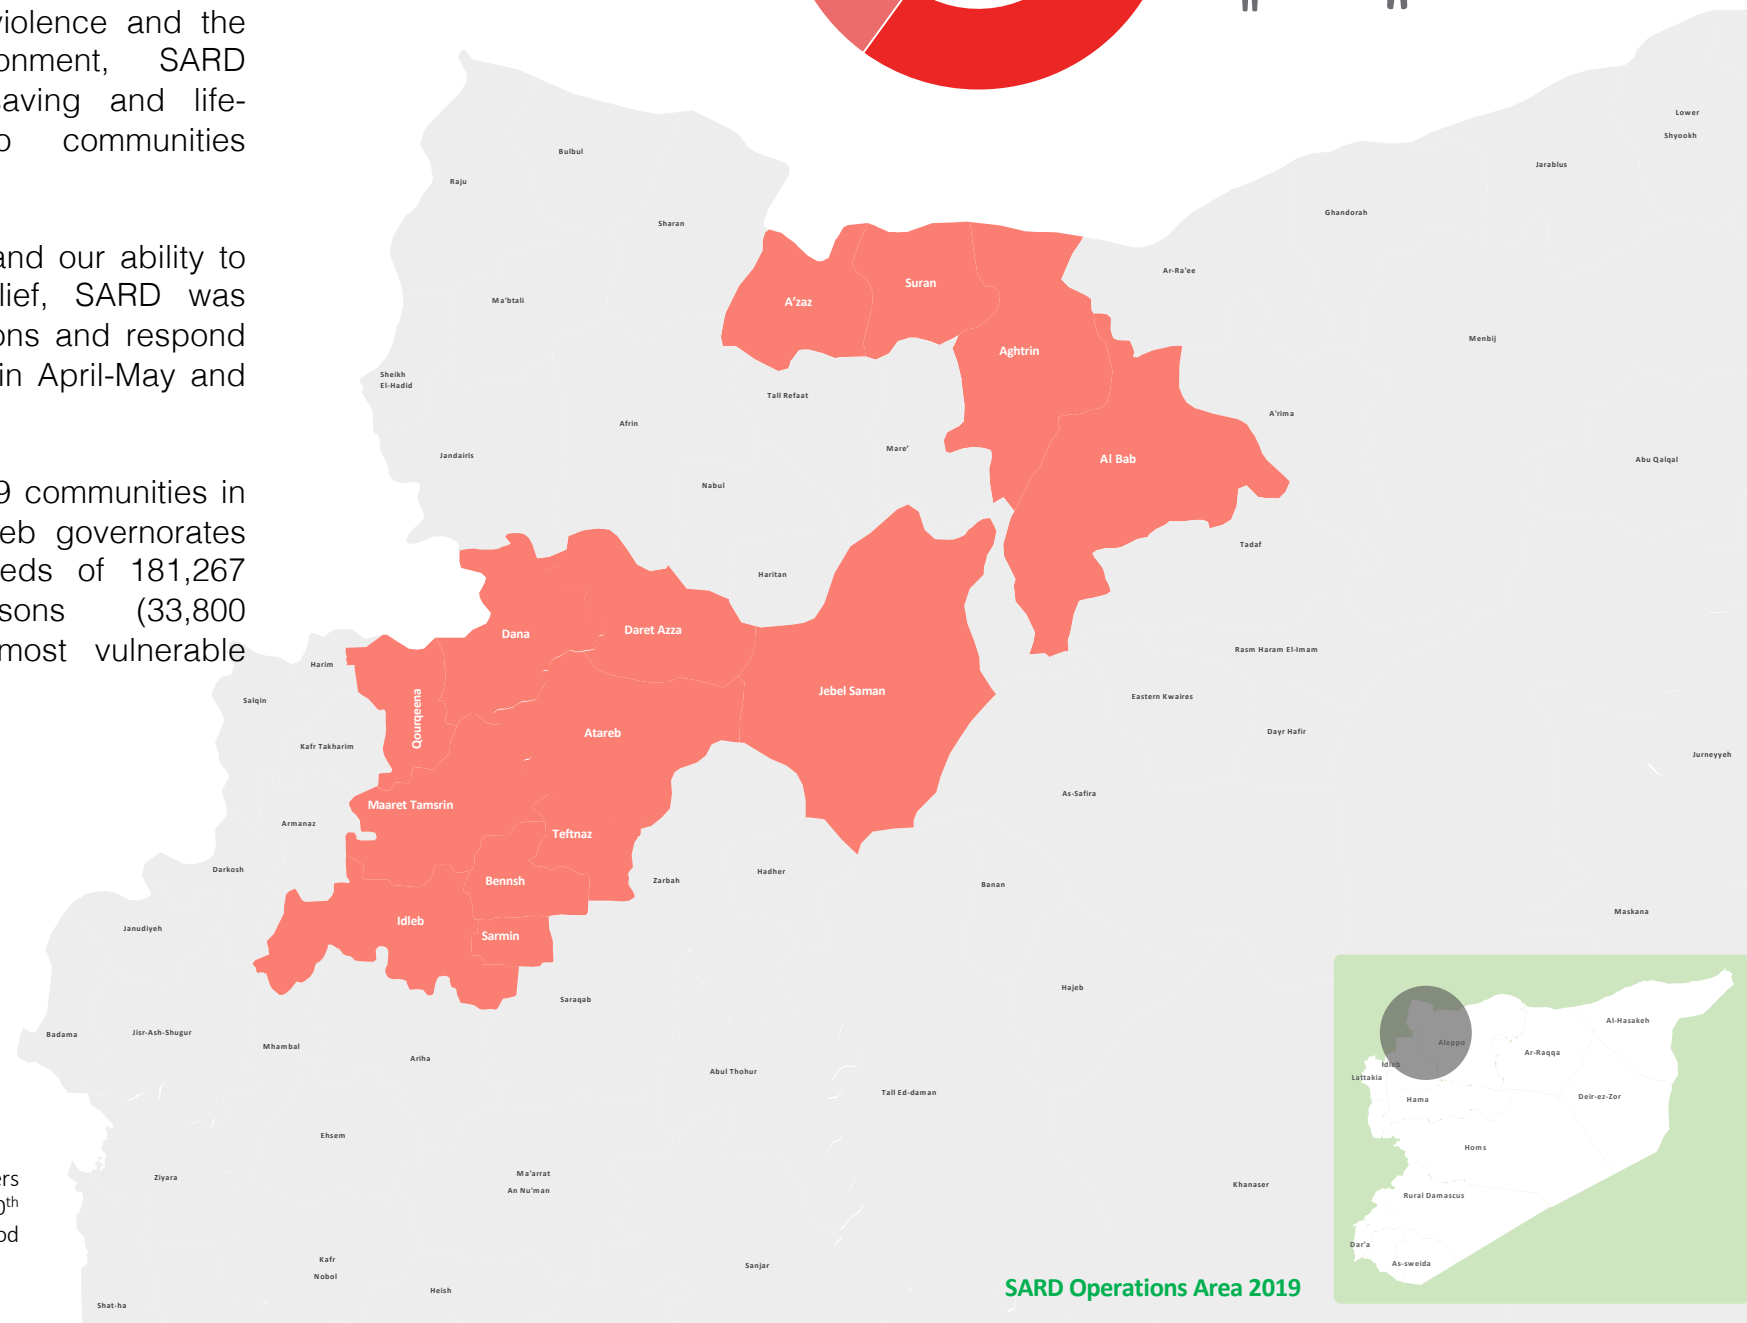 violence and the
onment, SARD
saving and life-
o communities
and our ability to
lief, SARD was
ons and respond
in April-May and
9 communities in
eb governorates
eds of 181,267
sons (33,800
most vulnerable
ers
0th
od
Lower
Shyookh
Jarablus
Bulbul
Raju
Sharan
Ghandorah
Ar-Ra'ee
Suran
A'zaz
Ma'btali
Menbij
Aghtrin
Sheikh
El-Hadid
Tall Refaat
A'rima
Afrin
Mare'
Jandairis
Al Bab
Abu Qalqal
Nabul
Tadaf
Haritan
Dana
Daret Azza
Rasm Haram El-Imam
Harim
Jebel Saman
Eastern Kwaires
Salqin
Qourqeena
Atareb
Dayr Hafir
Kafr Takharim
Jurneyyeh
As-Safira
Maaret Tamsrin
Armanaz
Teftnaz
Darkosh
Hadher
Zarbah
Bennsh
Banan
Maskana
Idleb
Janudiyeh
Sarmin
Hajeb
Saraqab
Badama
Jisr-Ash-Shugur
Mhambal
Ariha
Abul Thohur
Tall Ed-daman
Ehsem
Ma'arrat
An Nu'man
Ziyara
Khanaser
Kafr
Nobol
Sanjar
Heish
Shat-ha
SARD Operations Area 2019
Al-Hasakeh
Aleppo
Ar-Raqqa
Idleb
Lattakia
Hama
Deir-ez-Zor
Homs
Rural Damascus
Dar'a
As-sweida